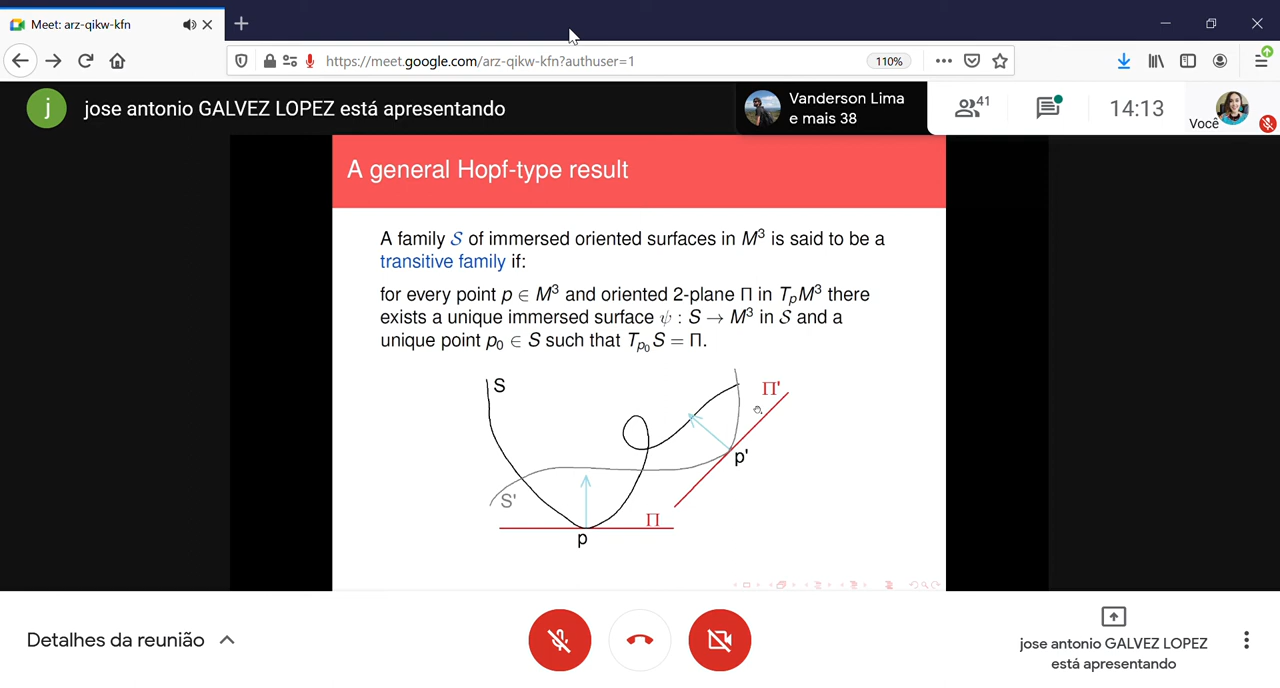 Meet: arz-qikw-kfn
https://meet.google.com/arz-qikw-kfn?authuser=1
110%
j
jose antonio GALVEZ LOPEZ está apresentando
Vanderson Lima
e mais 38
41
14:13
Você
A general Hopf-type result
A family 𝒮 of immersed oriented surfaces in M³ is said to be a
transitive family if:
for every point p ∈ M³ and oriented 2-plane Π in TₚM³ there
exists a unique immersed surface ψ : S → M³ in 𝒮 and a
unique point p₀ ∈ S such that T_{p₀}S = Π.
S
Π'
p'
S'
Π
p
Detalhes da reunião
jose antonio GALVEZ LOPEZ
está apresentando